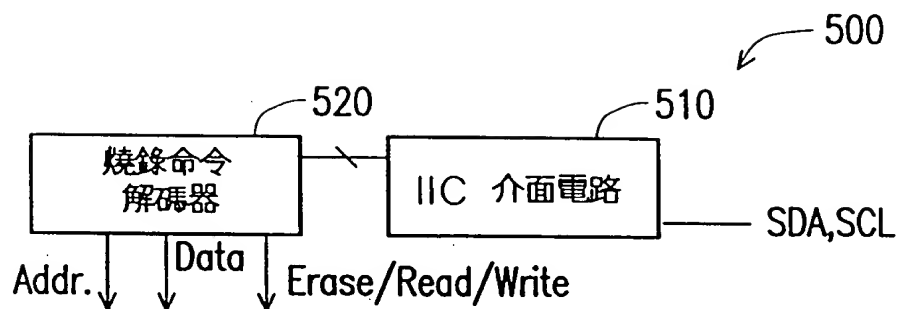 500
520
510
燒錄命令
解碼器
IIC 介面電路
SDA,SCL
Addr.
Data
Erase/Read/Write